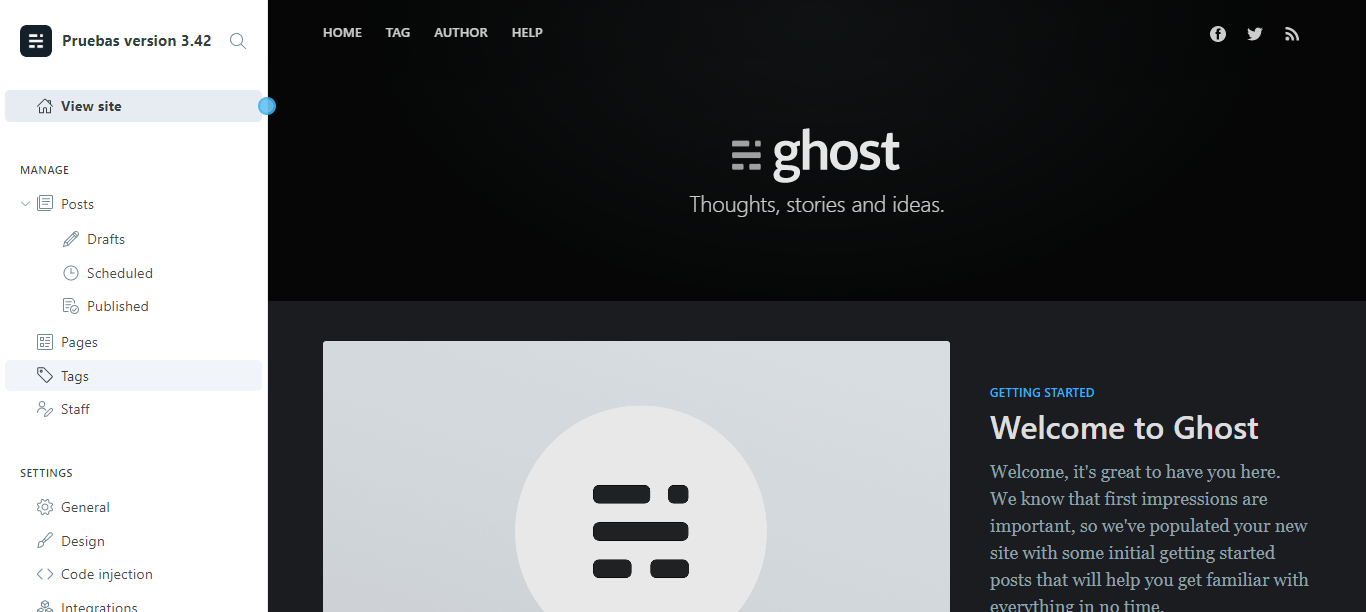 Pruebas version 3.42
View site
MANAGE
Posts
Drafts
Scheduled
Published
Pages
Tags
Staff
SETTINGS
General
Design
Code injection
Integrations
HOME TAG AUTHOR HELP
ghost
Thoughts, stories and ideas.
GETTING STARTED
Welcome to Ghost
Welcome, it's great to have you here.
We know that first impressions are
important, so we've populated your new
site with some initial getting started
posts that will help you get familiar with
everything in no time.